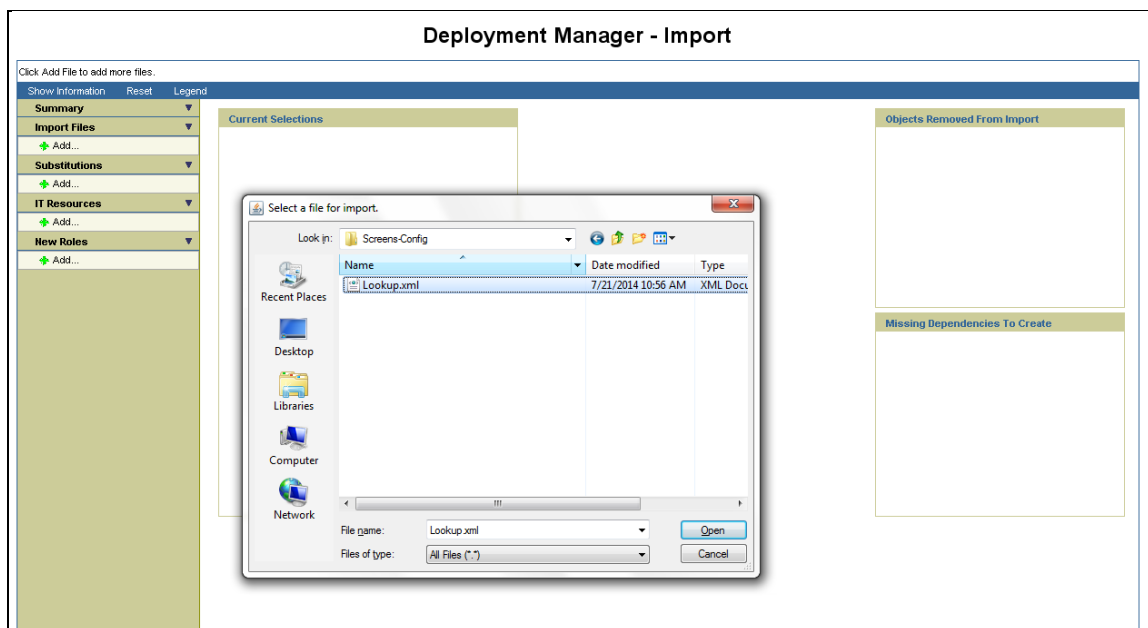 Deployment Manager - Import
Click Add File to add more files.
Show Information Reset Legend
Summary
Import Files
Add...
Substitutions
Add...
IT Resources
Add...
New Roles
Add...
Current Selections
Objects Removed From Import
Missing Dependencies To Create
Select a file for import.
Look in: Screens-Config
Recent Places
Desktop
Libraries
Computer
Network
Name Date modified Type
Lookup.xml 7/21/2014 10:56 AM XML Docu
File name: Lookup.xml Open
Files of type: All Files (*.*) Cancel